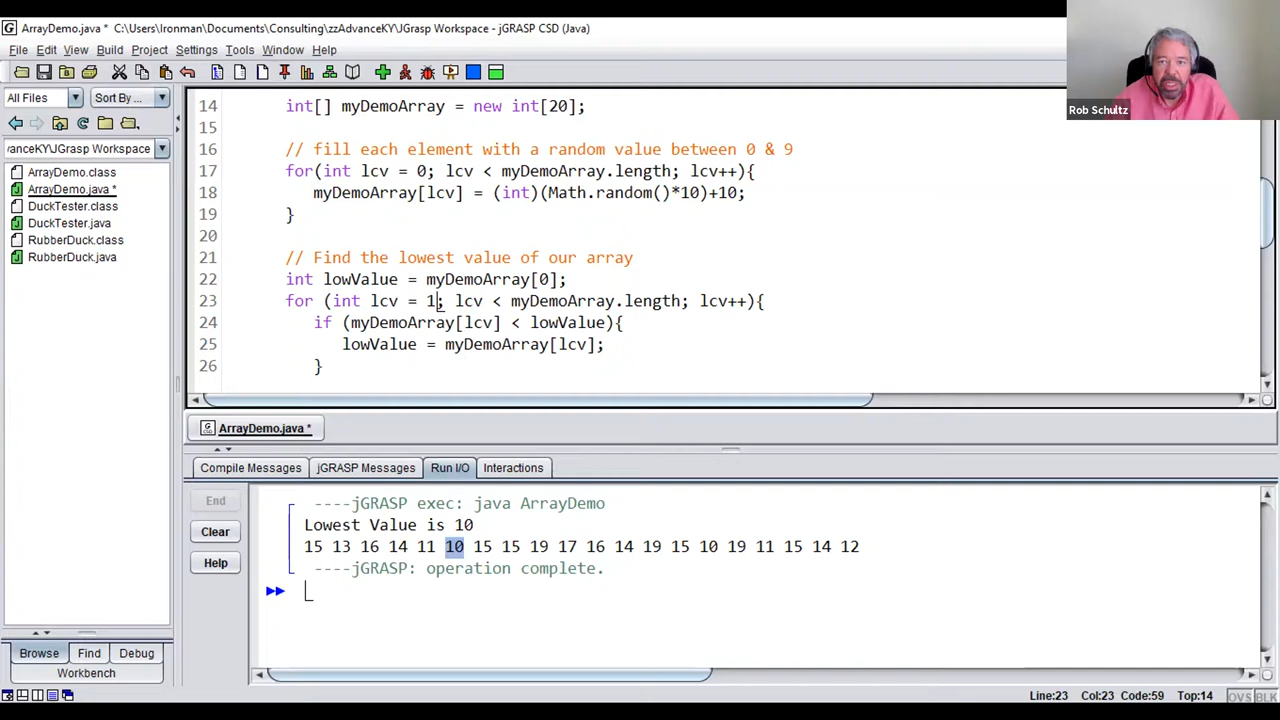 ArrayDemo.java * C:\Users\Ironman\Documents\Consulting\zzAdvanceKY\JGrasp Workspace - jGRASP CSD (Java)
File Edit View Build Project Settings Tools Window Help
All Files Sort By ...
vanceKY\JGrasp Workspace
ArrayDemo.class
ArrayDemo.java *
DuckTester.class
DuckTester.java
RubberDuck.class
RubberDuck.java
14 int[] myDemoArray = new int[20];
15
16 // fill each element with a random value between 0 & 9
17 for(int lcv = 0; lcv < myDemoArray.length; lcv++){
18 myDemoArray[lcv] = (int)(Math.random()*10)+10;
19 }
20
21 // Find the lowest value of our array
22 int lowValue = myDemoArray[0];
23 for (int lcv = 1; lcv < myDemoArray.length; lcv++){
24 if (myDemoArray[lcv] < lowValue){
25 lowValue = myDemoArray[lcv];
26 }
Rob Schultz
ArrayDemo.java *
Compile Messages jGRASP Messages Run I/O Interactions
End
Clear
Help
----jGRASP exec: java ArrayDemo
Lowest Value is 10
15 13 16 14 11 10 15 15 19 17 16 14 19 15 10 19 11 15 14 12
----jGRASP: operation complete.
Browse Find Debug
Workbench
Line:23 Col:23 Code:59 Top:14 OVS BLK